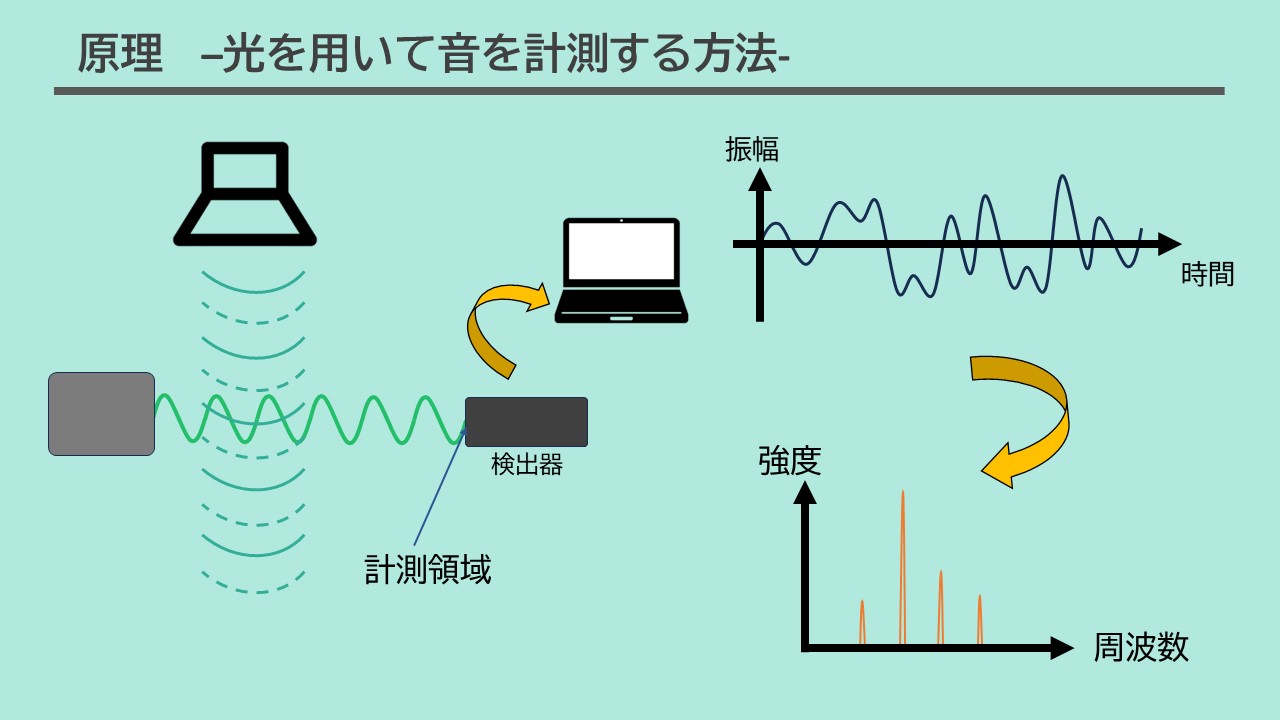 原理　–光を用いて音を計測する方法-
振幅
時間
検出器
計測領域
強度
周波数